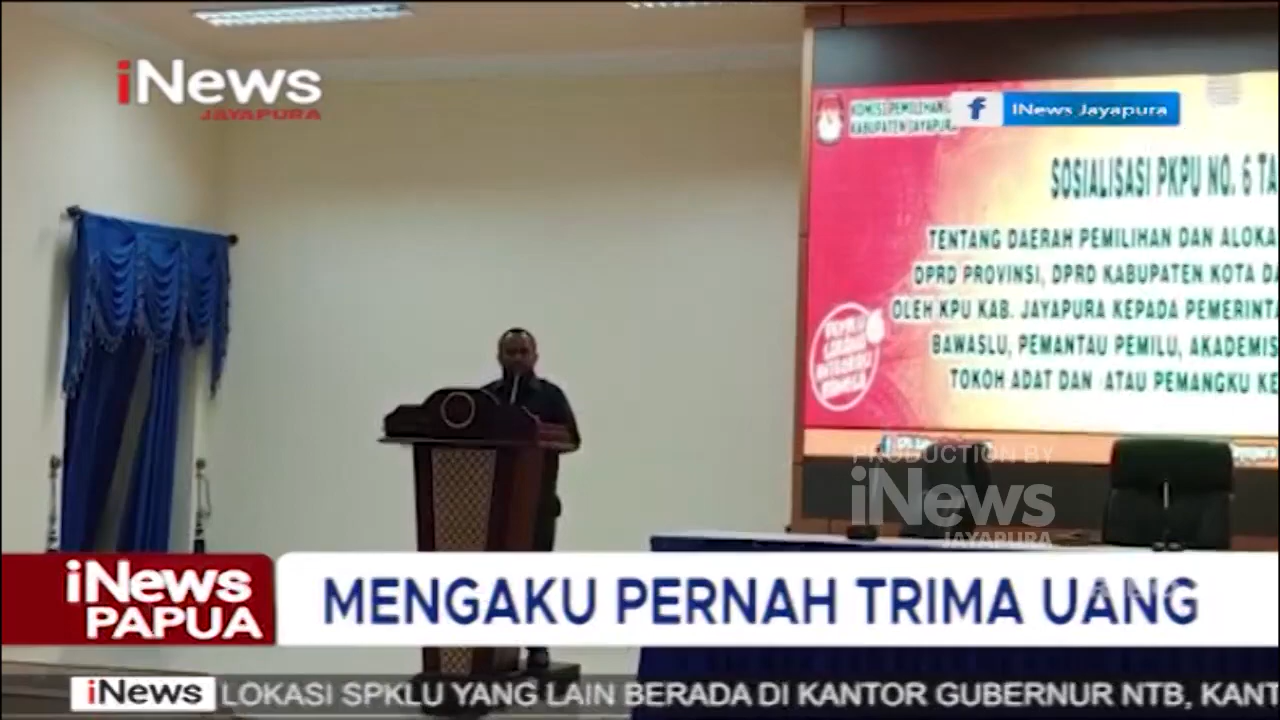 iNews
JAYAPURA
KOMISI PEMILIHAN
KABUPATEN JAYAPURA
f INews Jayapura
SOSIALISASI PKPU NO. 6 TA
TENTANG DAERAH PEMILIHAN DAN ALOKA
DPRD PROVINSI, DPRD KABUPATEN KOTA DA
OLEH KPU KAB. JAYAPURA KEPADA PEMERINTA
BAWASLU, PEMANTAU PEMILU, AKADEMIS
TOKOH ADAT DAN ATAU PEMANGKU KE
PRODUCTION BY
iNews
JAYAPURA
iNews
PAPUA
MENGAKU PERNAH TRIMA UANG
iNews LOKASI SPKLU YANG LAIN BERADA DI KANTOR GUBERNUR NTB, KANT